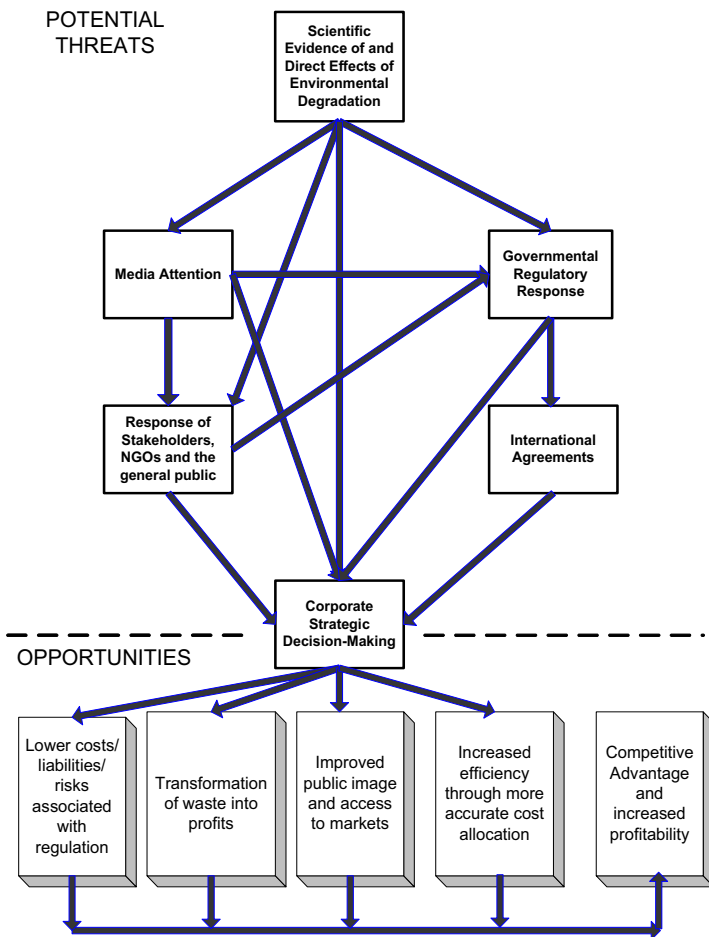 POTENTIAL
THREATS
Scientific
Evidence of and
Direct Effects of
Environmental
Degradation
Media Attention
Governmental
Regulatory
Response
Response of
Stakeholders,
NGOs and the
general public
International
Agreements
Corporate
Strategic
Decision-Making
OPPORTUNITIES
Lower costs/
liabilities/
risks
associated
with
regulation
Transformation
of waste into
profits
Improved
public image
and access
to markets
Increased
efficiency
through more
accurate cost
allocation
Competitive
Advantage
and
increased
profitability